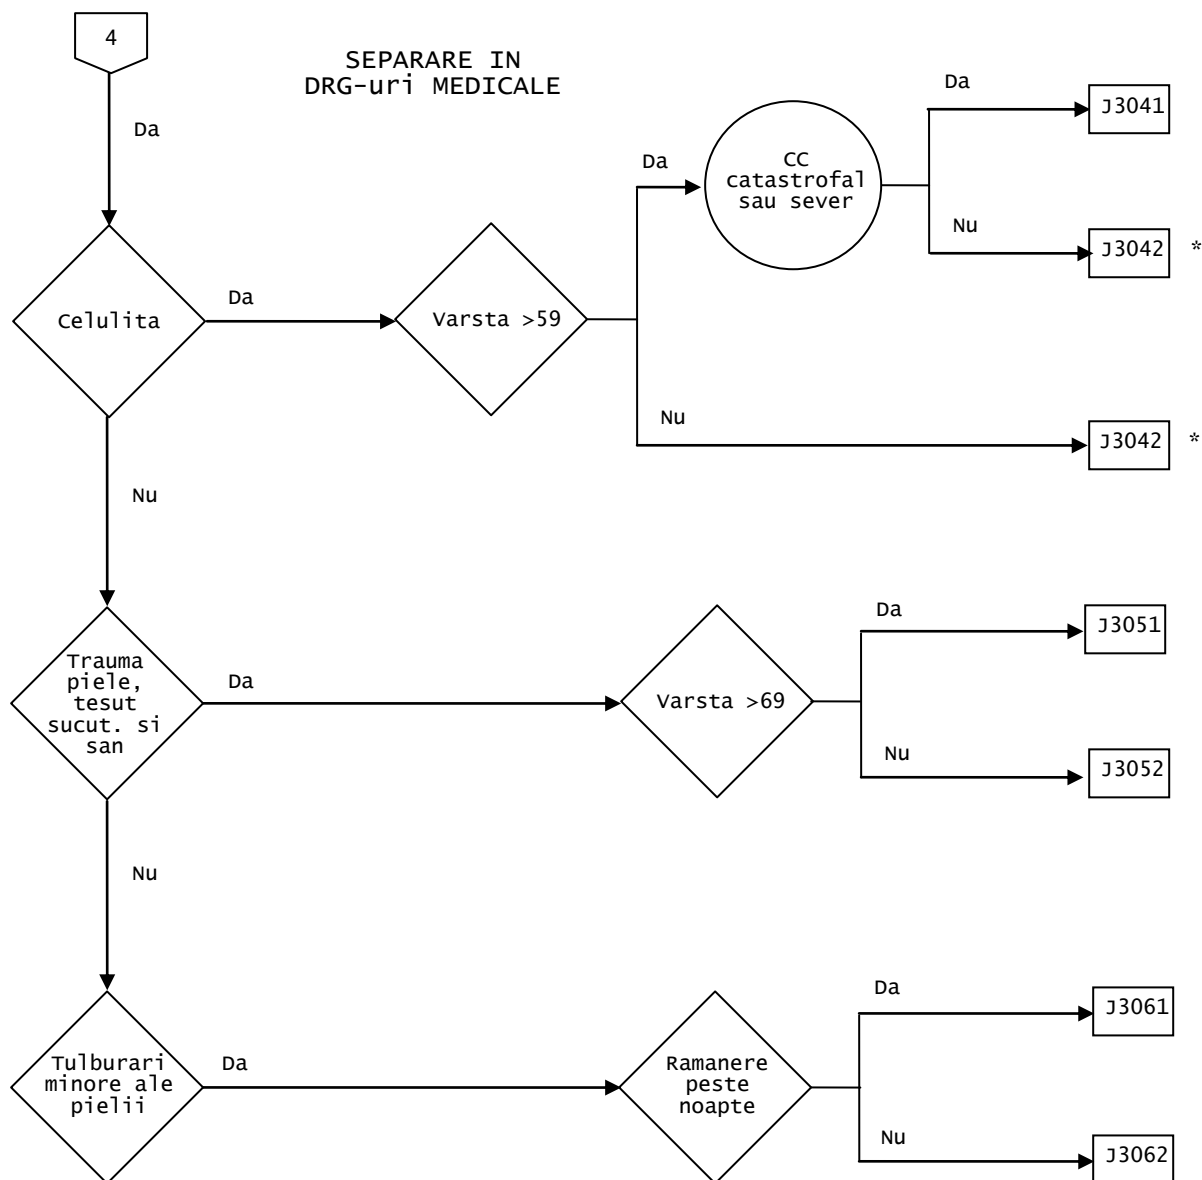 4
SEPARARE IN
DRG-uri MEDICALE
Da
Da
J3041
Da
CC
catastrofal
sau sever
Nu
J3042 *
Celulita
Da
Varsta >59
Nu
J3042 *
Nu
Trauma
piele,
tesut
sucut. si
san
Da
Varsta >69
Da
J3051
Nu
J3052
Nu
Tulburari
minore ale
pielii
Da
Ramanere
peste
noapte
Da
J3061
Nu
J3062